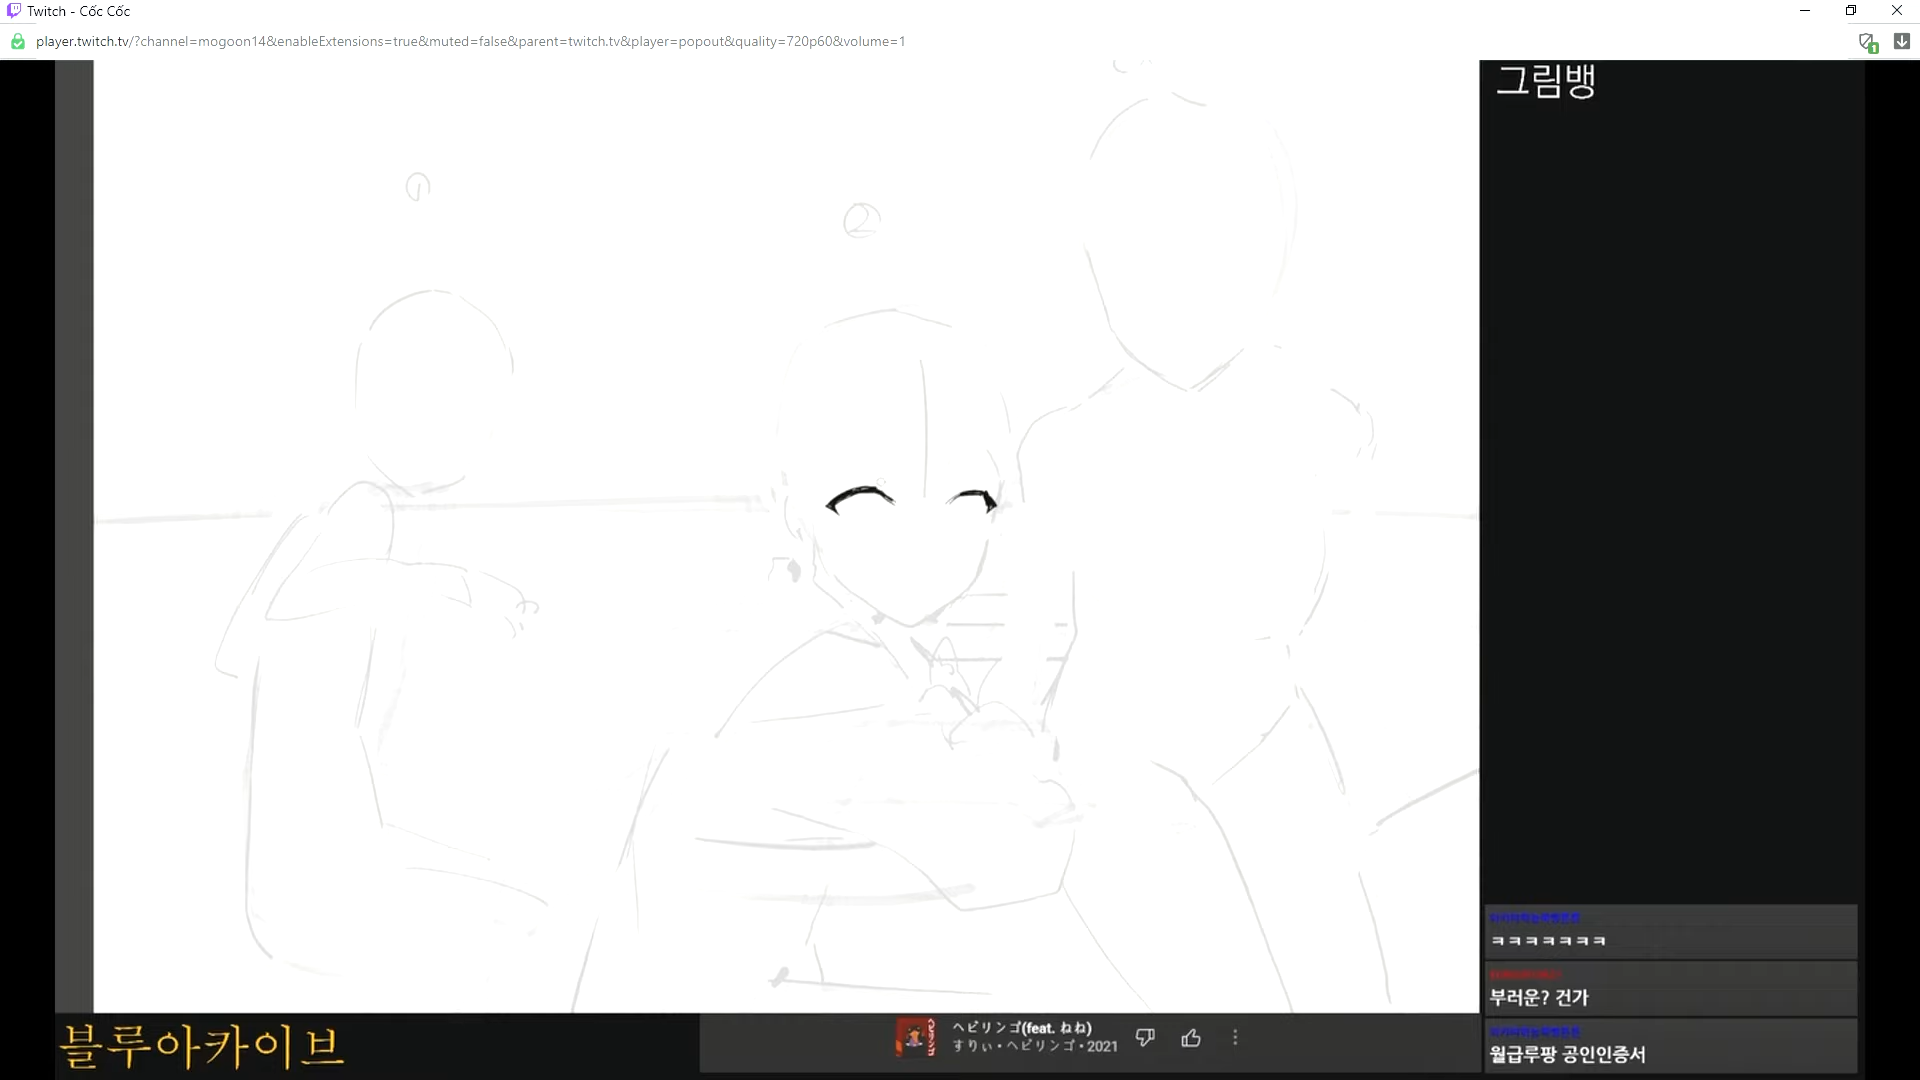 Twitch - Cốc Cốc
player.twitch.tv/?channel=mogoon14&enableExtensions=true&muted=false&parent=twitch.tv&player=popout&quality=720p60&volume=1
1
그림뱅
①
②
ㅋㅋㅋㅋㅋㅋㅋ
부러운? 건가
월급루팡 공인인증서
블루아카이브
ヘビリンゴ(feat. ねね)
すりぃ・ヘビリンゴ・2021